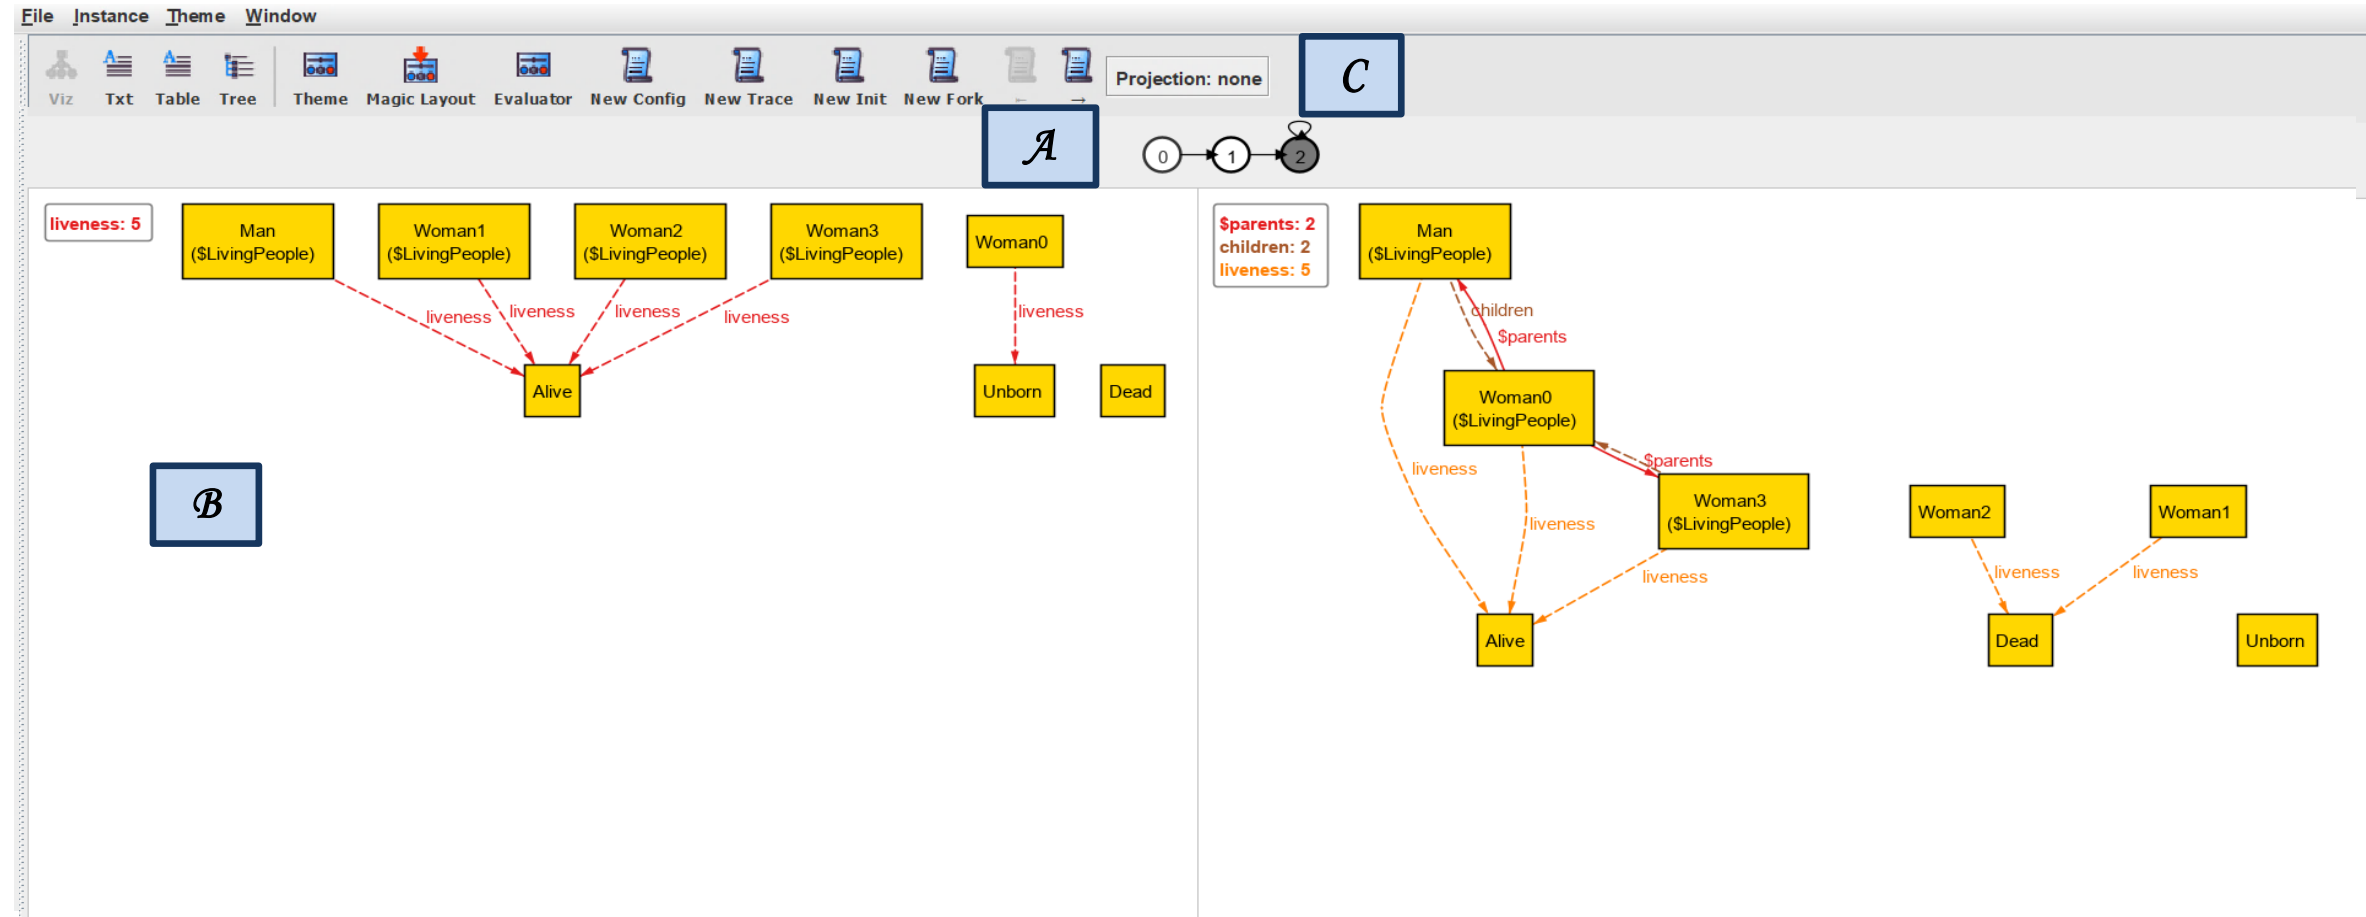 File Instance Theme Window
Viz Txt Table Tree Theme Magic Layout Evaluator New Config New Trace New Init New Fork ← → Projection: none
C
A
0 1 2
liveness: 5
Man
($LivingPeople)
Woman1
($LivingPeople)
Woman2
($LivingPeople)
Woman3
($LivingPeople)
Woman0
liveness liveness liveness liveness liveness
Alive Unborn Dead
B
$parents: 2
children: 2
liveness: 5
Man
($LivingPeople)
children
$parents
Woman0
($LivingPeople)
$parents
liveness
Woman3
($LivingPeople)
Woman2 Woman1
liveness
liveness liveness liveness
Alive Dead Unborn